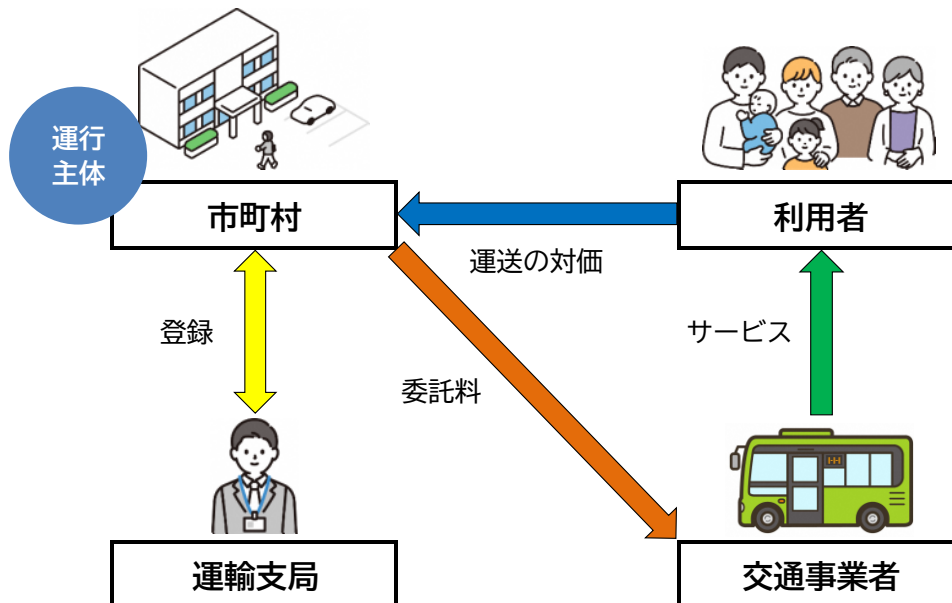 運行
主体
市町村
利用者
運送の対価
登録
サービス
委託料
運輸支局
交通事業者